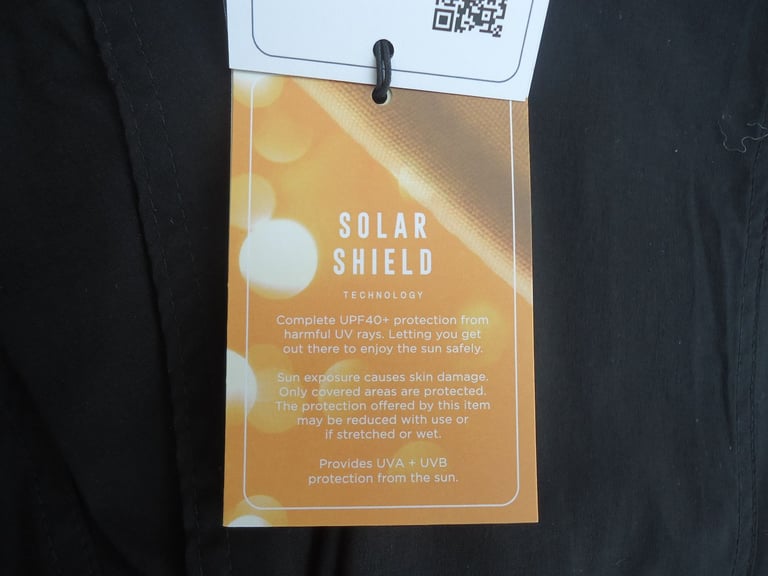 SOLAR
SHIELD
TECHNOLOGY
Complete UPF40+ protection from
harmful UV rays. Letting you get
out there to enjoy the sun safely.
Sun exposure causes skin damage.
Only covered areas are protected.
The protection offered by this item
may be reduced with use or
if stretched or wet.
Provides UVA + UVB
protection from the sun.